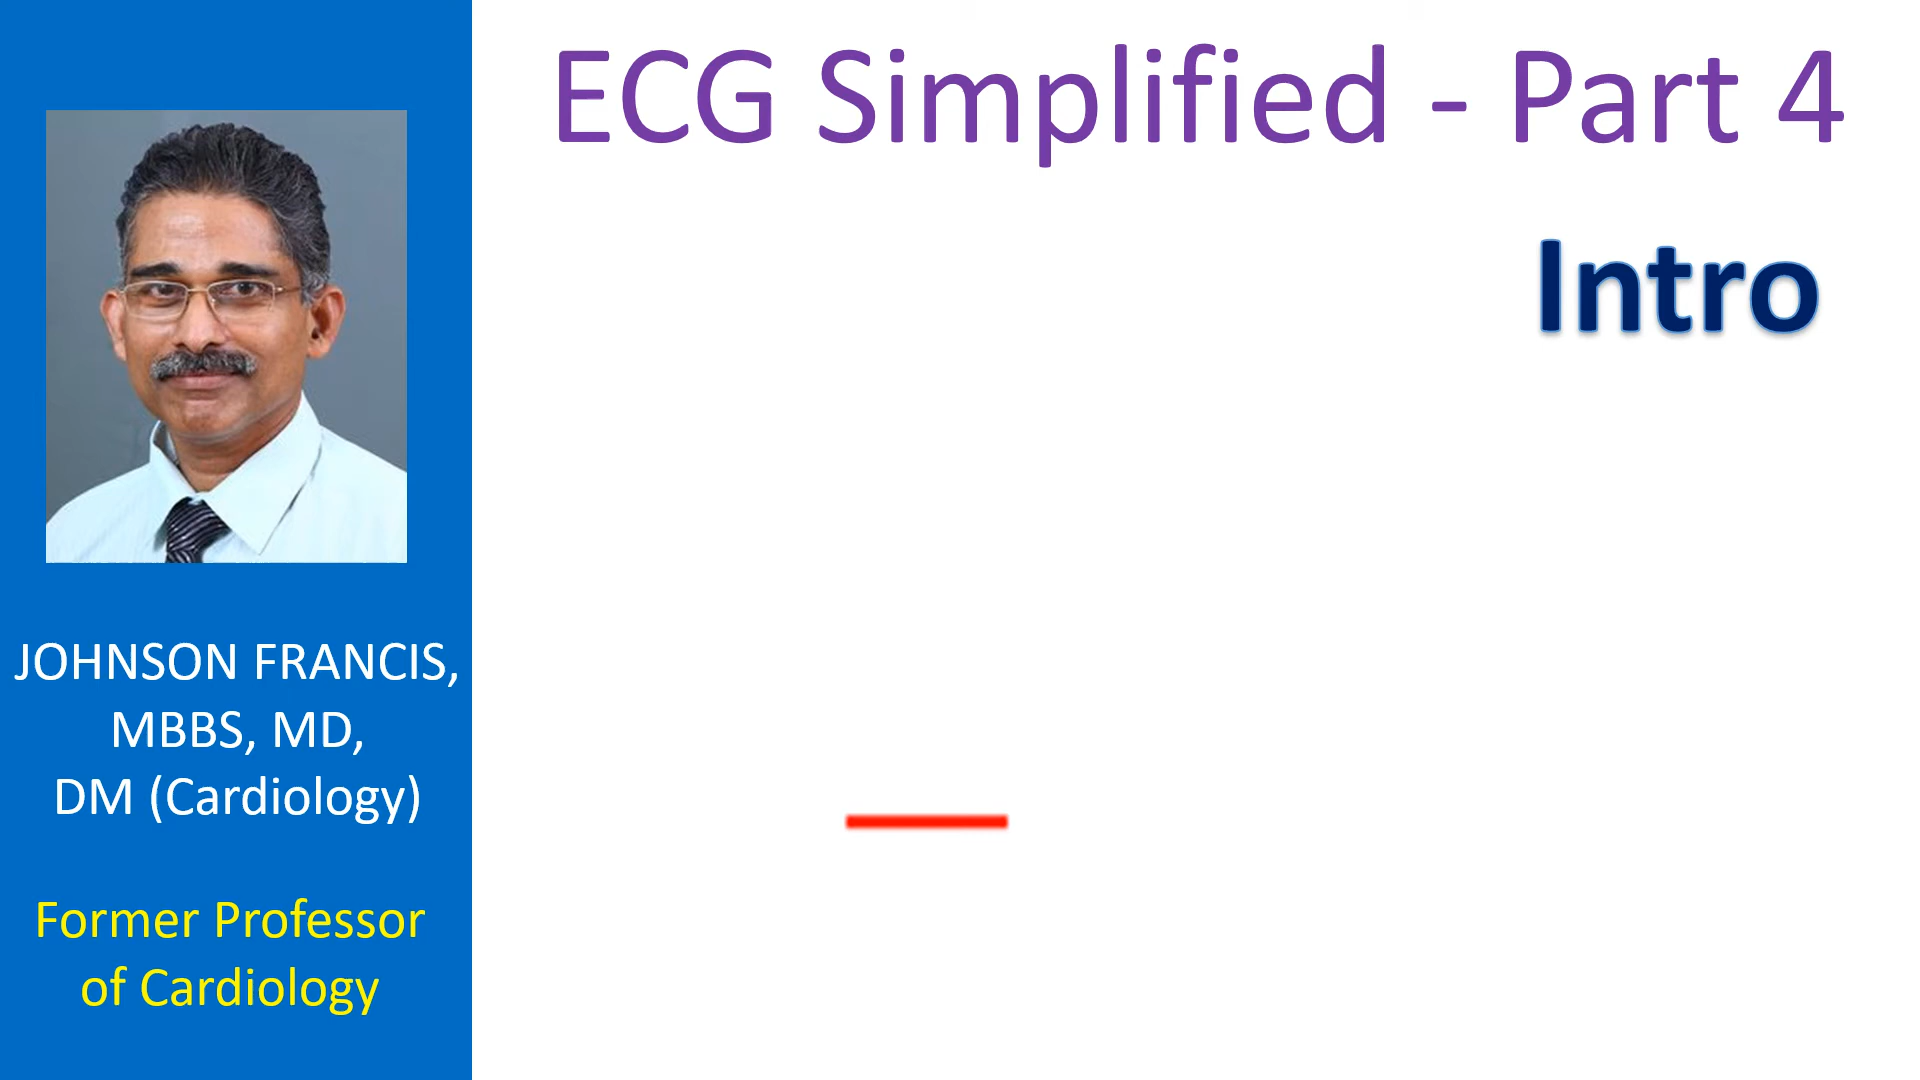 ECG Simplified - Part 4
Intro
JOHNSON FRANCIS,
MBBS, MD,
DM (Cardiology)
Former Professor
of Cardiology